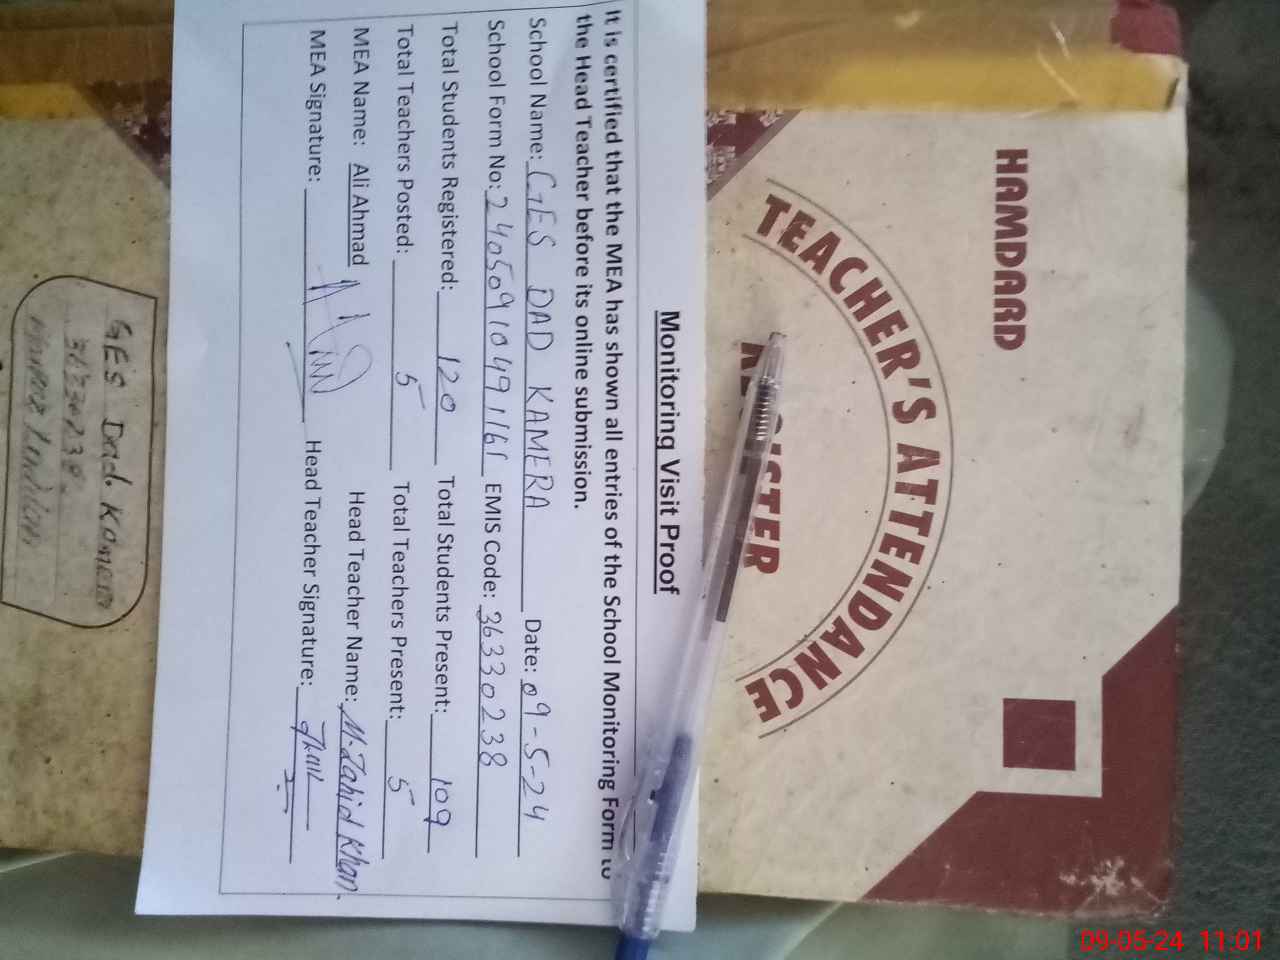 HAMDARD
TEACHER'S ATTENDANCE
Monitoring Visit Proof
It is certified that the MEA has shown all entries of the School Monitoring Form to
the Head Teacher before its online submission.
School Name: GES DAD KAMERA Date: 09-5-24
School Form No: 24050910491161 EMIS Code: 36330238
Total Students Registered: 120 Total Students Present: 109
Total Teachers Posted: 5 Total Teachers Present: 5
MEA Name: Ali Ahmad Head Teacher Name: M. Zahid Khan.
MEA Signature: Head Teacher Signature:
GES Dad Kamera
36330238.
09-05-24 11:01